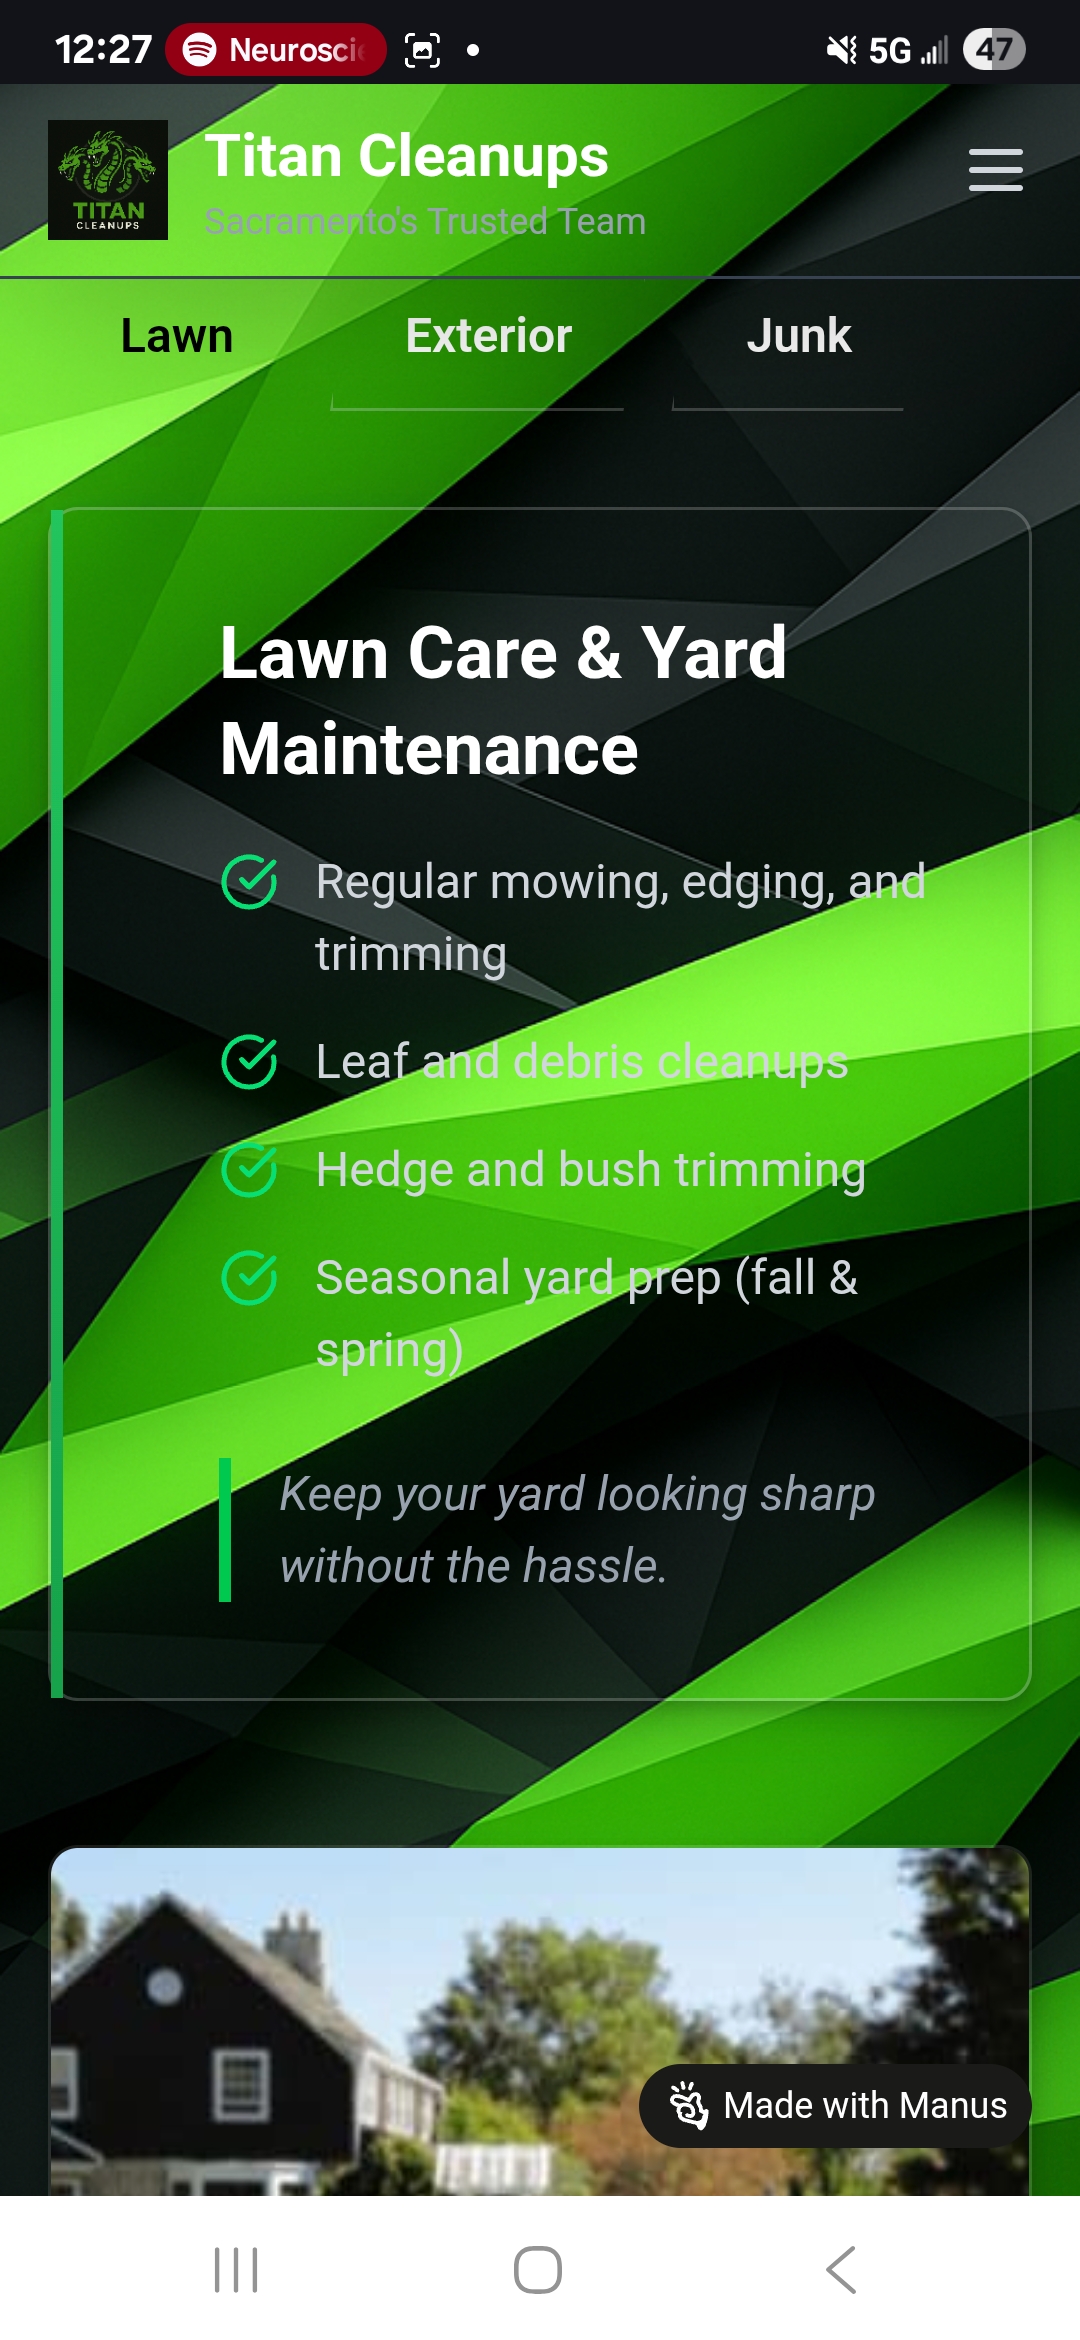 12:27
Neurosci
5G
47
TITAN
CLEANUPS
Titan Cleanups
Sacramento's Trusted Team
Lawn
Exterior
Junk
Lawn Care & Yard
Maintenance
Regular mowing, edging, and
trimming
Leaf and debris cleanups
Hedge and bush trimming
Seasonal yard prep (fall &
spring)
Keep your yard looking sharp
without the hassle.
Made with Manus